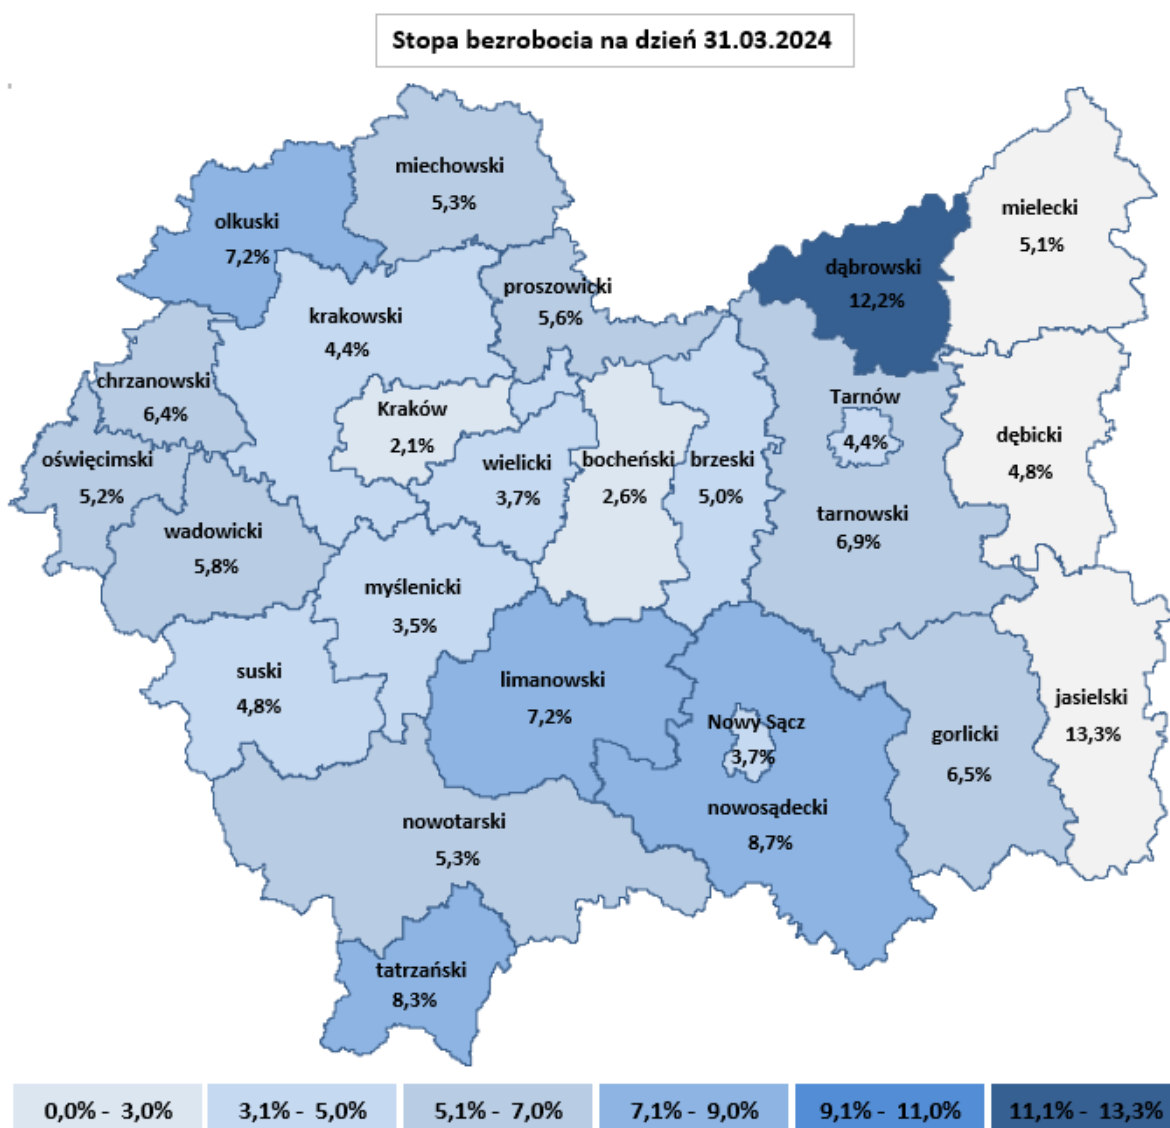 Stopa bezrobocia na dzień 31.03.2024
miechowski
5,3%
olkuski
7,2%
mielecki
5,1%
dąbrowski
12,2%
proszowicki
5,6%
krakowski
4,4%
chrzanowski
6,4%
Kraków
2,1%
Tarnów
4,4%
dębicki
4,8%
oświęcimski
5,2%
wielicki
3,7%
bocheński
2,6%
brzeski
5,0%
tarnowski
6,9%
wadowicki
5,8%
myślenicki
3,5%
suski
4,8%
limanowski
7,2%
Nowy Sącz
3,7%
gorlicki
6,5%
jasielski
13,3%
nowosądecki
8,7%
nowotarski
5,3%
tatrzański
8,3%
0,0% - 3,0%
3,1% - 5,0%
5,1% - 7,0%
7,1% - 9,0%
9,1% - 11,0%
11,1% - 13,3%